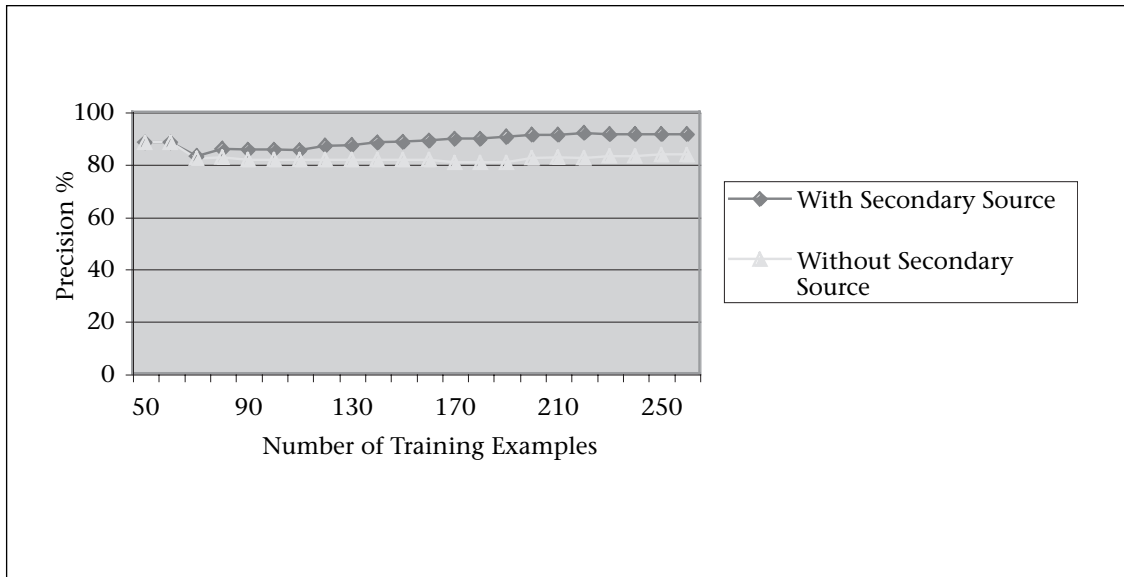 100
80
60
40
20
0
Precision %
50 90 130 170 210 250
Number of Training Examples
With Secondary Source
Without Secondary
Source